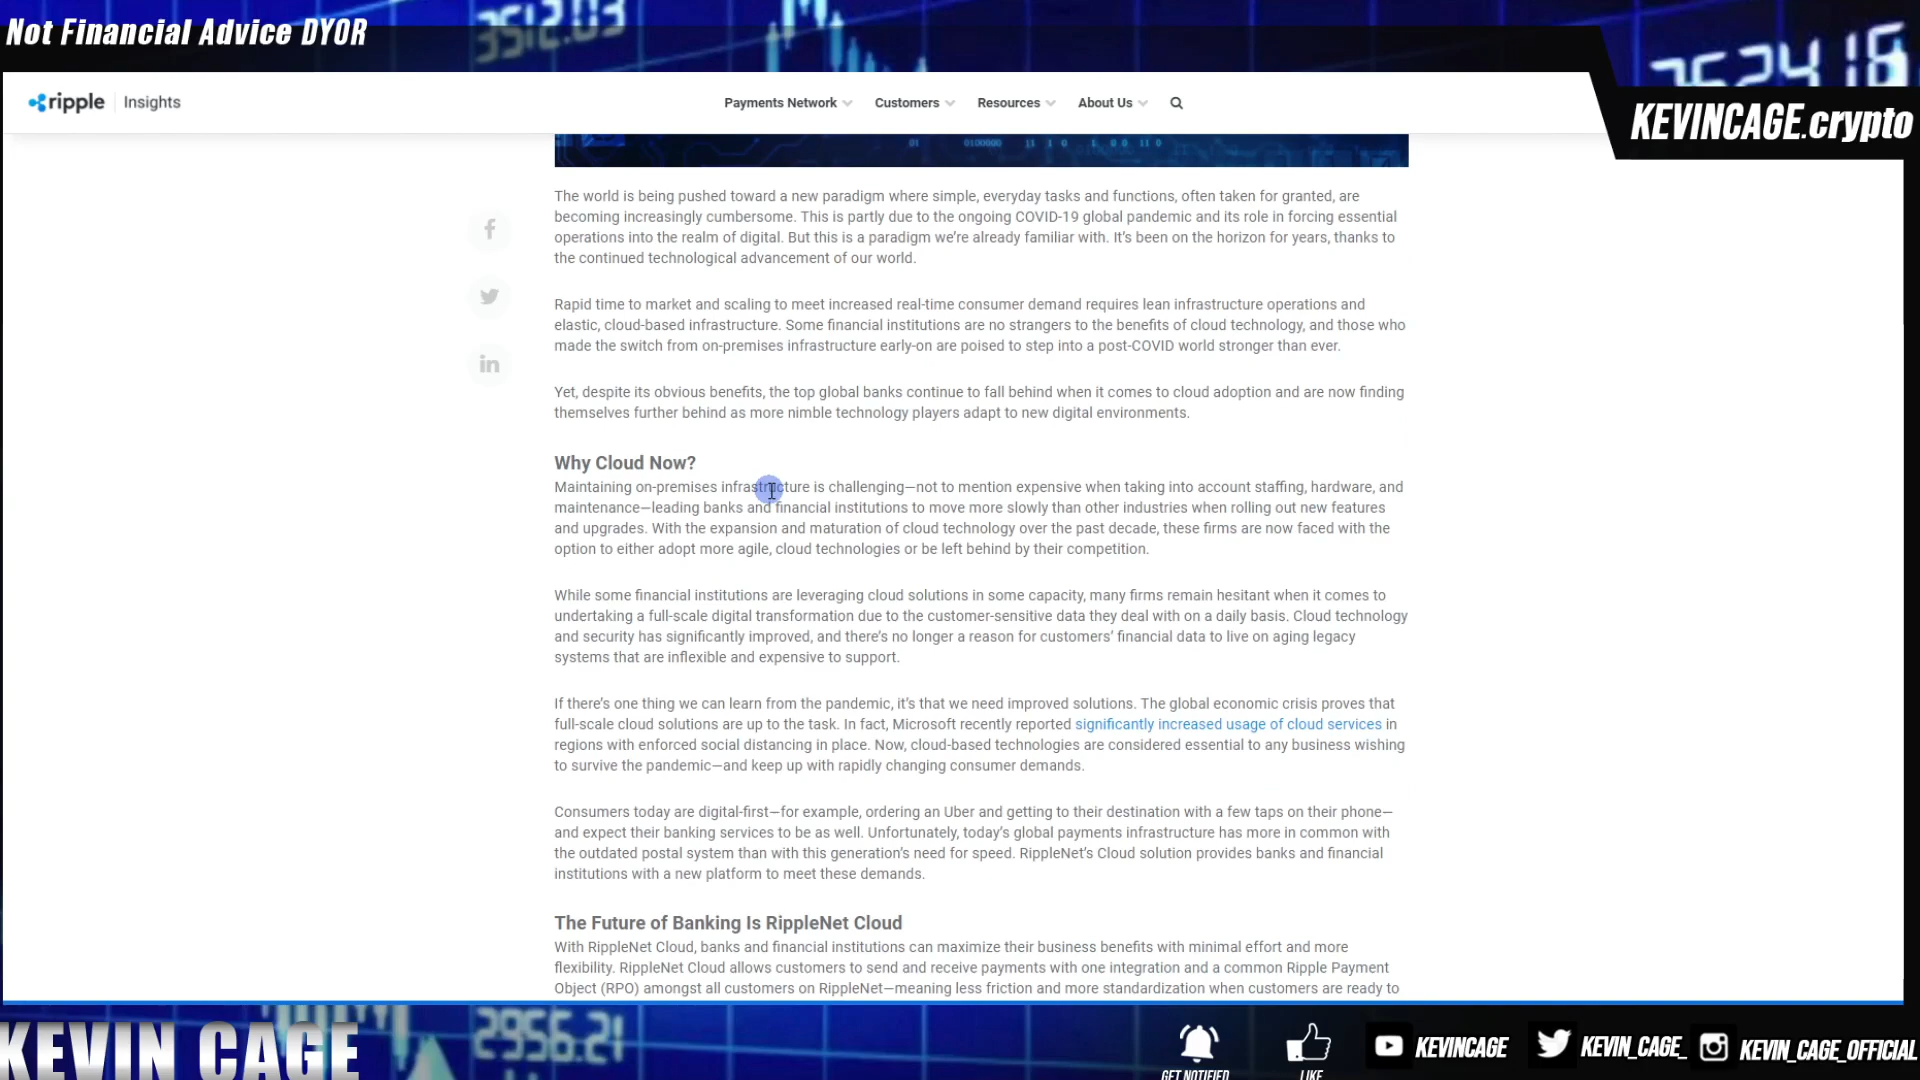 Not Financial Advice DYOR
3512.03
7524.16
ripple Insights
Payments Network
Customers
Resources
About Us
KEVINCAGE.crypto
The world is being pushed toward a new paradigm where simple, everyday tasks and functions, often taken for granted, are
becoming increasingly cumbersome. This is partly due to the ongoing COVID-19 global pandemic and its role in forcing essential
operations into the realm of digital. But this is a paradigm we’re already familiar with. It’s been on the horizon for years, thanks to
the continued technological advancement of our world.
Rapid time to market and scaling to meet increased real-time consumer demand requires lean infrastructure operations and
elastic, cloud-based infrastructure. Some financial institutions are no strangers to the benefits of cloud technology, and those who
made the switch from on-premises infrastructure early-on are poised to step into a post-COVID world stronger than ever.
Yet, despite its obvious benefits, the top global banks continue to fall behind when it comes to cloud adoption and are now finding
themselves further behind as more nimble technology players adapt to new digital environments.
Why Cloud Now?
Maintaining on-premises infrastructure is challenging—not to mention expensive when taking into account staffing, hardware, and
maintenance—leading banks and financial institutions to move more slowly than other industries when rolling out new features
and upgrades. With the expansion and maturation of cloud technology over the past decade, these firms are now faced with the
option to either adopt more agile, cloud technologies or be left behind by their competition.
While some financial institutions are leveraging cloud solutions in some capacity, many firms remain hesitant when it comes to
undertaking a full-scale digital transformation due to the customer-sensitive data they deal with on a daily basis. Cloud technology
and security has significantly improved, and there’s no longer a reason for customers’ financial data to live on aging legacy
systems that are inflexible and expensive to support.
If there’s one thing we can learn from the pandemic, it’s that we need improved solutions. The global economic crisis proves that
full-scale cloud solutions are up to the task. In fact, Microsoft recently reported significantly increased usage of cloud services in
regions with enforced social distancing in place. Now, cloud-based technologies are considered essential to any business wishing
to survive the pandemic—and keep up with rapidly changing consumer demands.
Consumers today are digital-first—for example, ordering an Uber and getting to their destination with a few taps on their phone—
and expect their banking services to be as well. Unfortunately, today’s global payments infrastructure has more in common with
the outdated postal system than with this generation’s need for speed. RippleNet’s Cloud solution provides banks and financial
institutions with a new platform to meet these demands.
The Future of Banking Is RippleNet Cloud
With RippleNet Cloud, banks and financial institutions can maximize their business benefits with minimal effort and more
flexibility. RippleNet Cloud allows customers to send and receive payments with one integration and a common Ripple Payment
Object (RPO) amongst all customers on RippleNet—meaning less friction and more standardization when customers are ready to
KEVIN CAGE
2956.21
GET NOTIFIED
LIKE
KEVINCAGE
KEVIN_CAGE_
KEVIN_CAGE_OFFICIAL